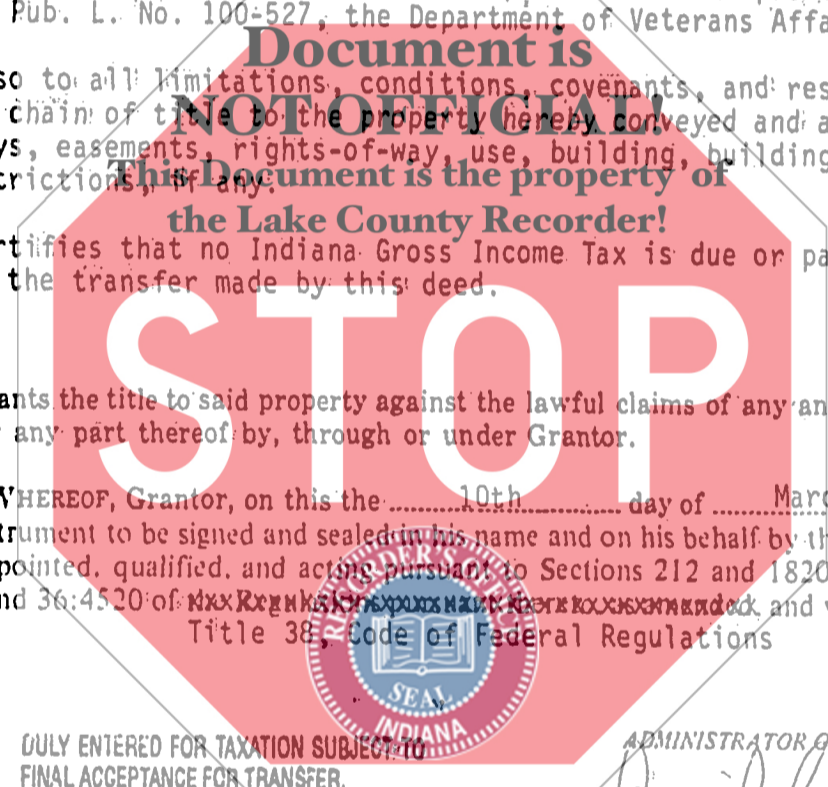 Pub. L. No. 100-527, the Department of Veterans Affa
Document is
so to all limitations, conditions, covenants, and res
NOT OFFICIAL!
chain of title to the property hereby conveyed and a
ys, easements, rights-of-way, use, building, building
This Document is the property of
rictions, if any.
the Lake County Recorder!
rtifies that no Indiana Gross Income Tax is due or pa
the transfer made by this deed.
STOP
ants the title to said property against the lawful claims of any an
any part thereof by, through or under Grantor.
WHEREOF, Grantor, on this the 10th day of Marc
trument to be signed and sealed in his name and on his behalf by th
pointed, qualified, and acting pursuant to Sections 212 and 1820
nd 36:4520 of and
Title 38, Code of Federal Regulations
RECORDER'S
SEAL
INDIANA
DULY ENTERED FOR TAXATION SUBJECT TO
FINAL ACCEPTANCE FOR TRANSFER.
ADMINISTRATOR O